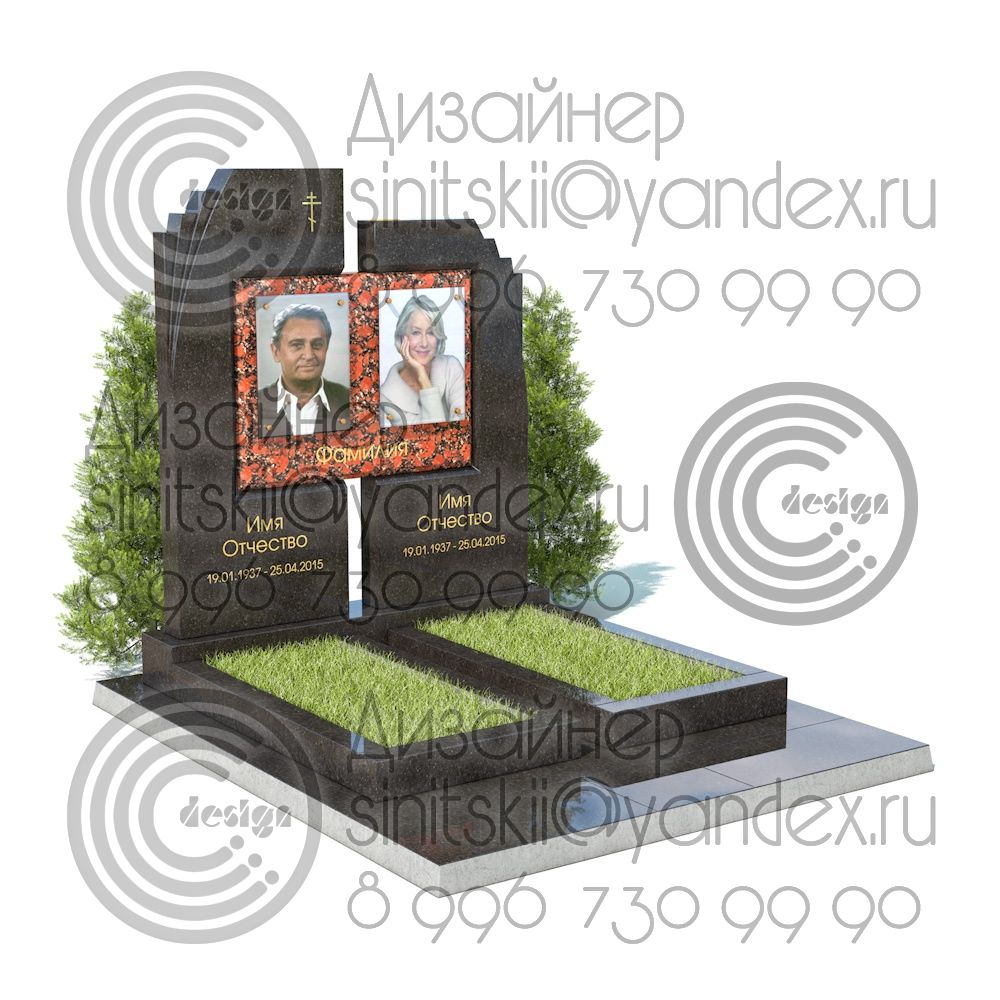 Дизайнер
sinitskii@yandex.ru
8 996 730 99 90
design
Фамилия
Имя
Отчество
19.01.1937 - 25.04.2015
Имя
Отчество
19.01.1937 - 25.04.2015
Дизайнер
sinitskii@yandex.ru
8 996 730 99 90
design
Дизайнер
sinitskii@yandex.ru
8 996 730 99 90
design